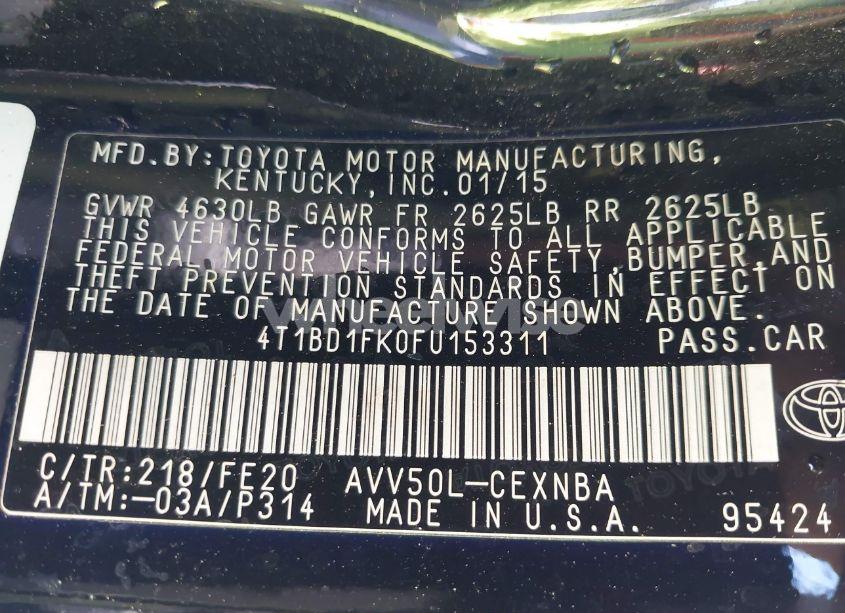 MFD.BY:TOYOTA MOTOR MANUFACTURING,
KENTUCKY,INC.01/15
GVWR 4630LB GAWR FR 2625LB RR 2625LB
THIS VEHICLE CONFORMS TO ALL APPLICABLE
FEDERAL MOTOR VEHICLE SAFETY,BUMPER,AND
THEFT PREVENTION STANDARDS IN EFFECT ON
THE DATE OF MANUFACTURE SHOWN ABOVE.
4T1BD1FK0FU153311 PASS.CAR
C/TR:218/FE20 AVV50L-CEXNBA
A/TM:-03A/P314 MADE IN U.S.A. 95424